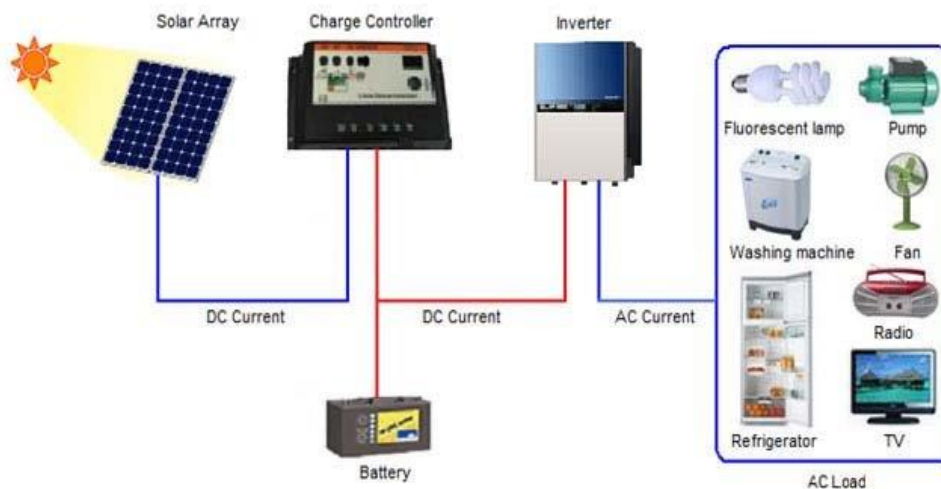 Solar Array
Charge Controller
Inverter
Fluorescent lamp
Pump
Washing machine
Fan
DC Current
DC Current
AC Current
Radio
Refrigerator
TV
Battery
AC Load